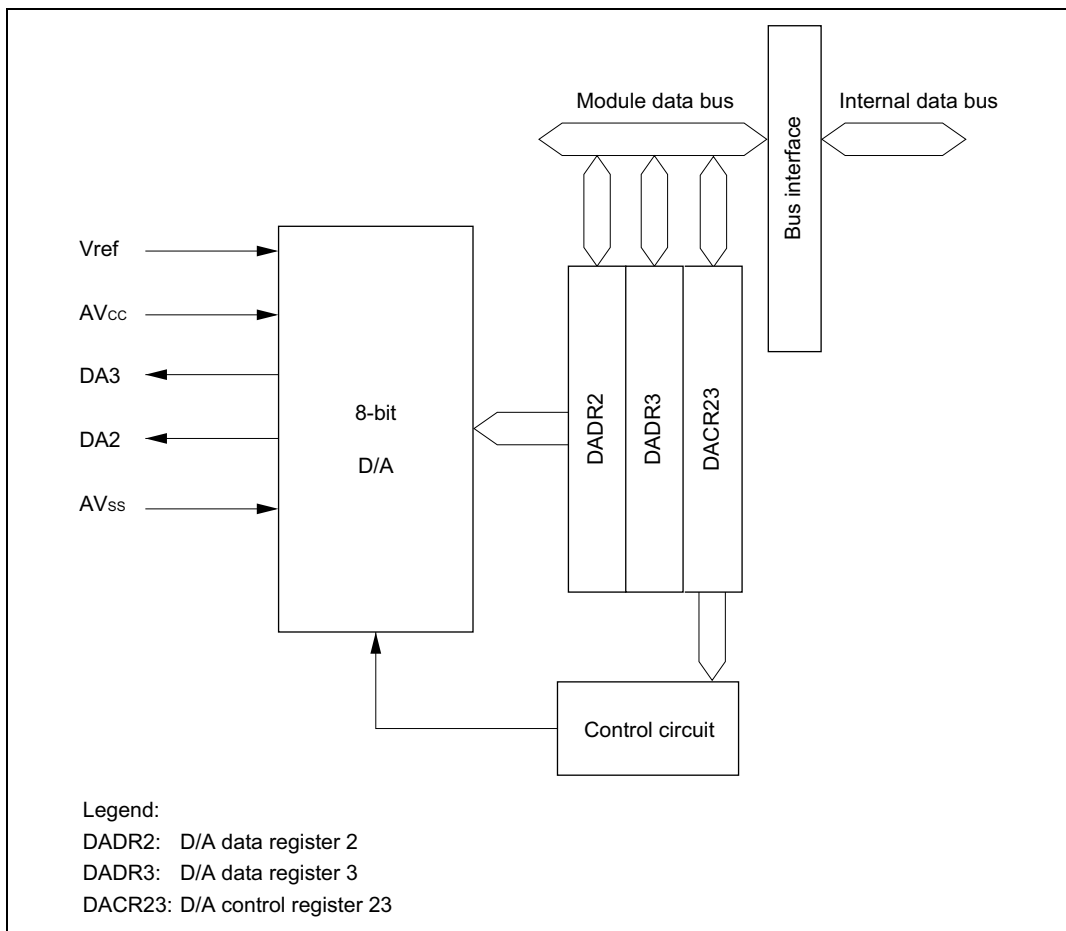 Module data bus
Internal data bus
Bus interface
Vref
AVCC
DA3
DA2
AVSS
8-bit
D/A
DADR2
DADR3
DACR23
Control circuit
Legend:
DADR2: D/A data register 2
DADR3: D/A data register 3
DACR23: D/A control register 23